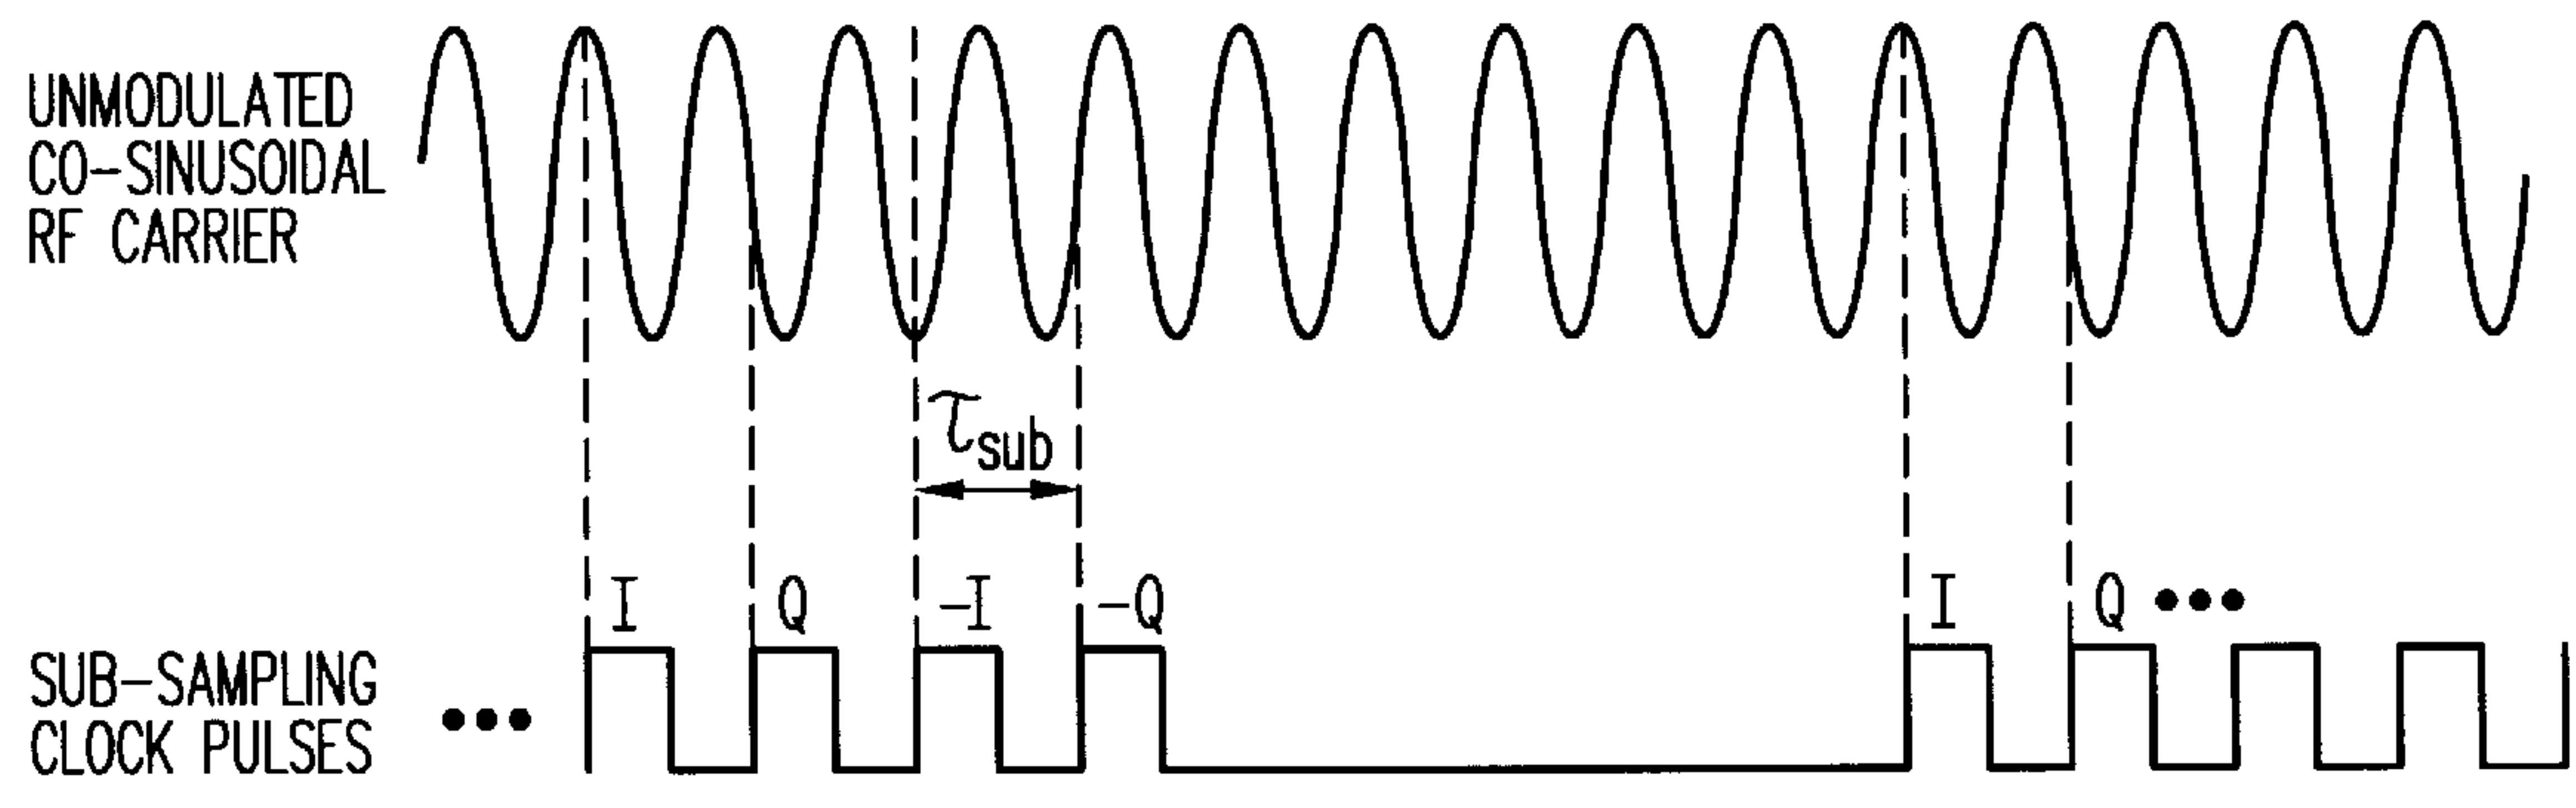 UNMODULATED
CO-SINUSOIDAL
RF CARRIER
τsub
I Q -I -Q I Q •••
SUB-SAMPLING
CLOCK PULSES
•••